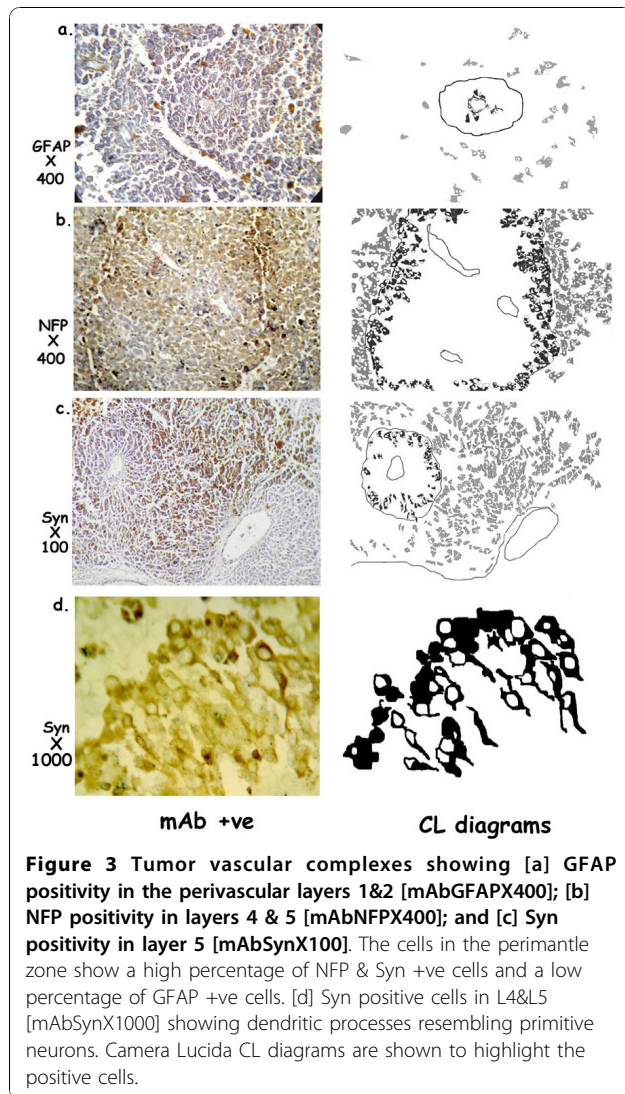 a.
GFAP
X
400
b.
NFP
X
400
c.
Syn
X
100
d.
Syn
X
1000
mAb +ve
CL diagrams
Figure 3 Tumor vascular complexes showing [a] GFAP
positivity in the perivascular layers 1&2 [mAbGFAPX400]; [b]
NFP positivity in layers 4 & 5 [mAbNFPX400]; and [c] Syn
positivity in layer 5 [mAbSynX100]. The cells in the perimantle
zone show a high percentage of NFP & Syn +ve cells and a low
percentage of GFAP +ve cells. [d] Syn positive cells in L4&L5
[mAbSynX1000] showing dendritic processes resembling primitive
neurons. Camera Lucida CL diagrams are shown to highlight the
positive cells.